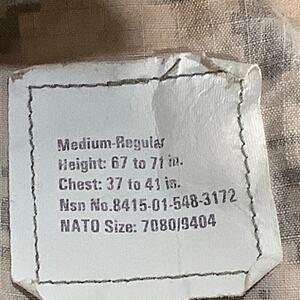 Medium-Regular
Height: 67 to 71 in.
Chest: 37 to 41 in.
Nsn No.8415-01-548-3172
NATO Size: 7080/9404